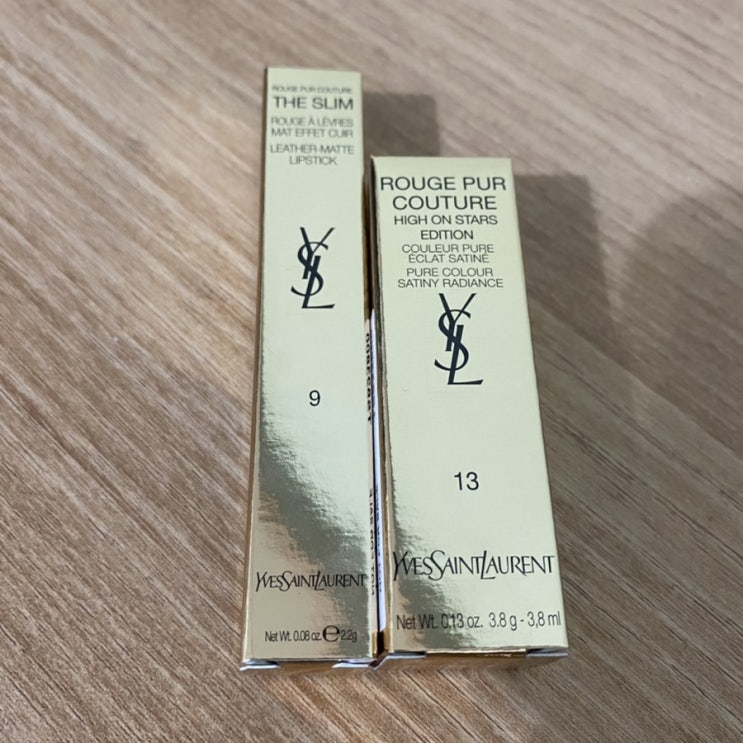 ROUGE PUR COUTURE
THE SLIM
ROUGE À LÈVRES
MAT EFFET CUIR
LEATHER-MATTE
LIPSTICK
YSL
9
YVESSAINTLAURENT
Net Wt. 0.08 oz. e 2.2g
ROUGE PUR
COUTURE
HIGH ON STARS
EDITION
COULEUR PURE
ÉCLAT SATINÉ
PURE COLOUR
SATINY RADIANCE
YSL
13
YVESSAINTLAURENT
Net Wt. 0.13 oz. 3.8 g - 3,8 ml